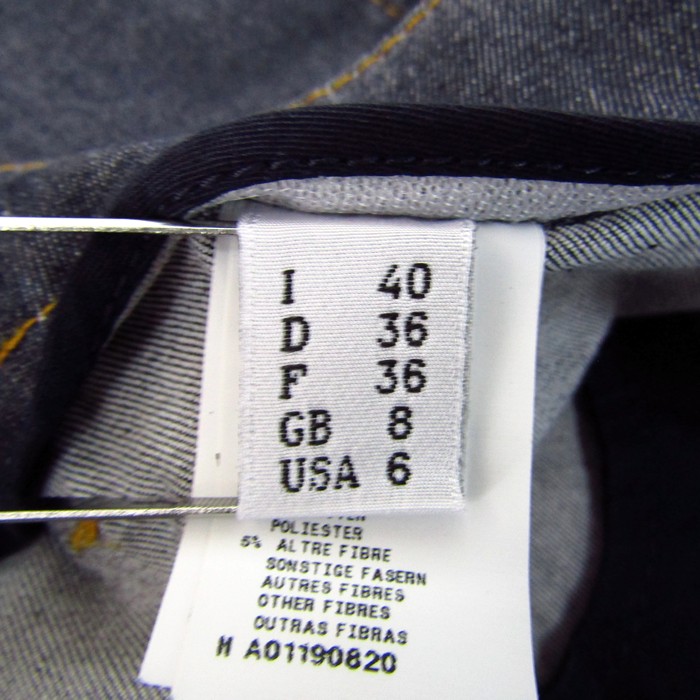 I 40
D 36
F 36
GB 8
USA 6
POLIESTER
5% ALTRE FIBRE
SONSTIGE FASERN
AUTRES FIBRES
OTHER FIBRES
OUTRAS FIBRAS
M A01190820